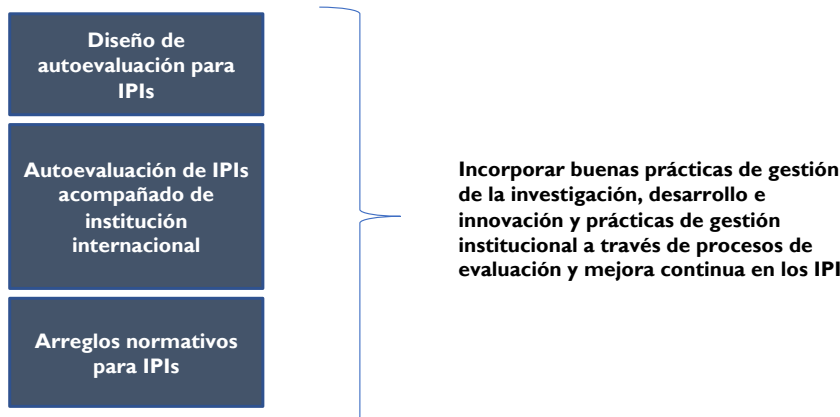 Diseño de
autoevaluación para
IPIs
Autoevaluación de IPIs
acompañado de
institución
internacional
Arreglos normativos
para IPIs
Incorporar buenas prácticas de gestión
de la investigación, desarrollo e
innovación y prácticas de gestión
institucional a través de procesos de
evaluación y mejora continua en los IPI